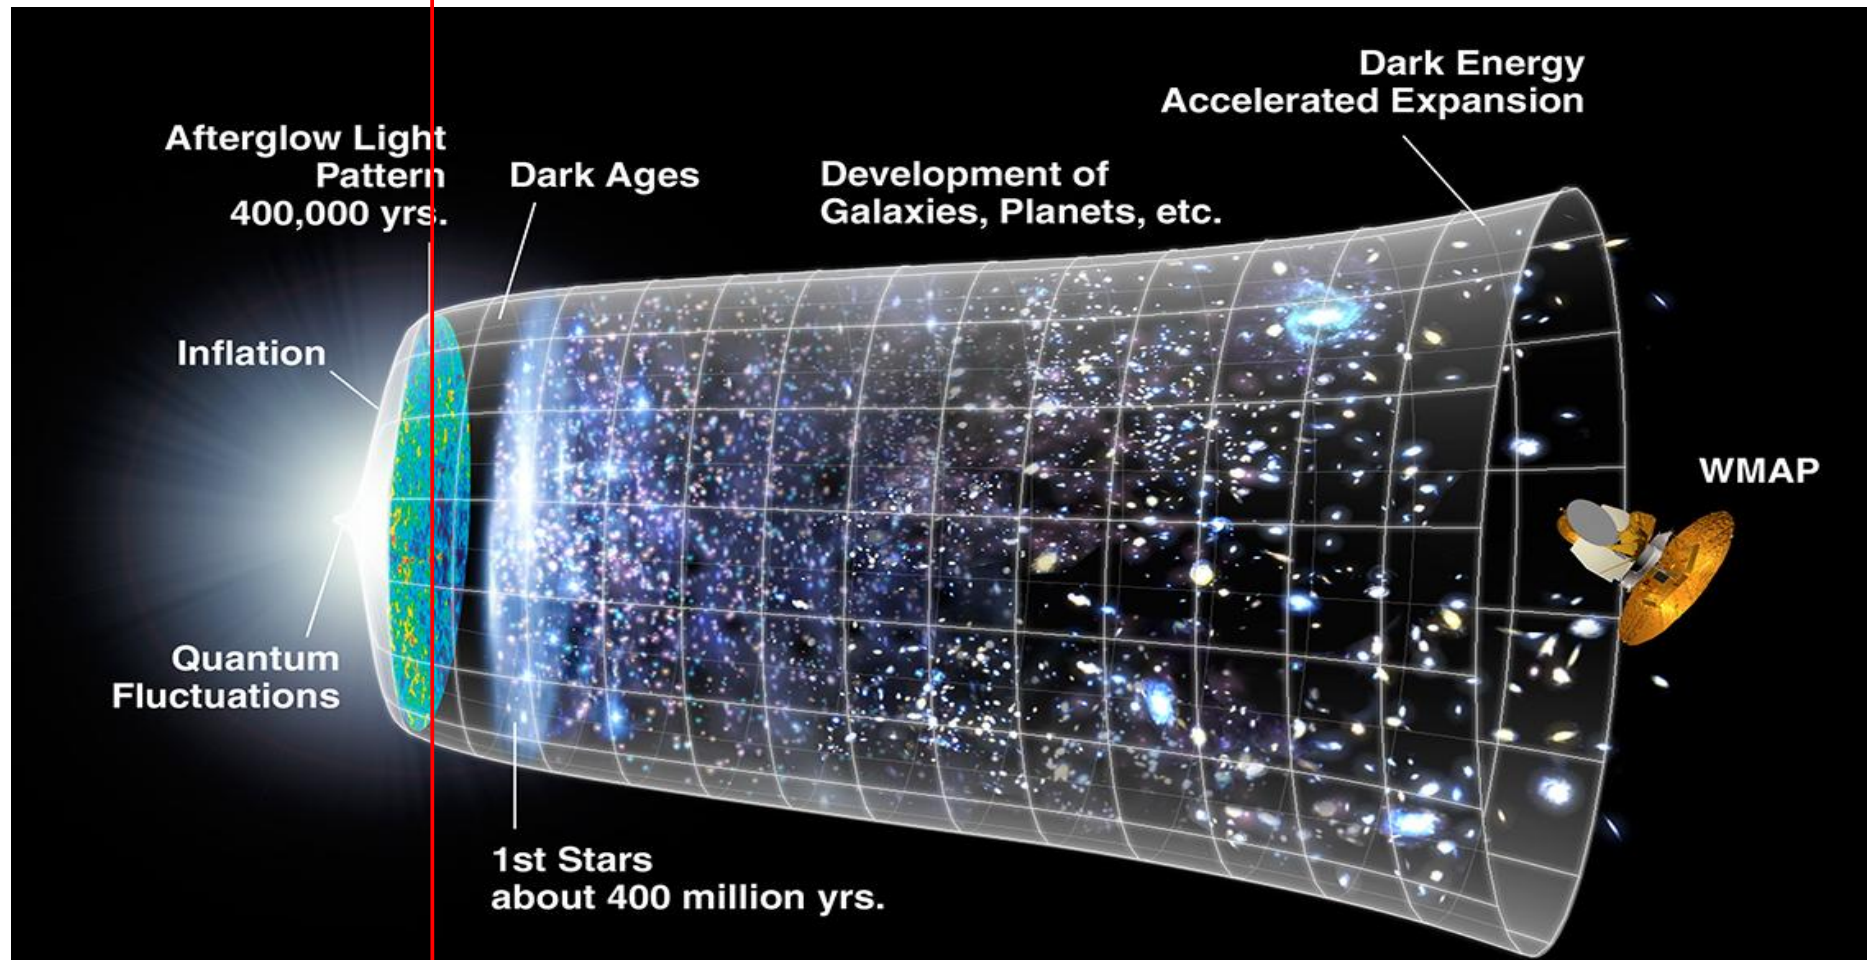 Dark Energy
Accelerated Expansion
Afterglow Light
Pattern
400,000 yrs.
Dark Ages
Development of
Galaxies, Planets, etc.
Inflation
WMAP
Quantum
Fluctuations
1st Stars
about 400 million yrs.